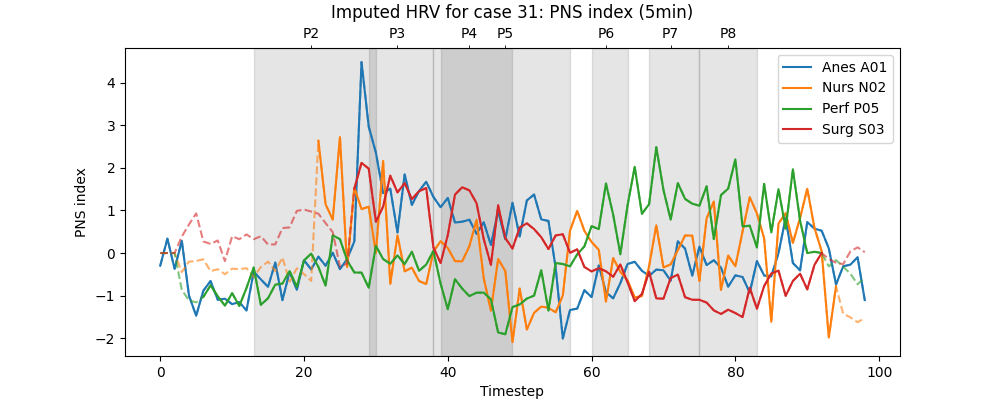 Imputed HRV for case 31: PNS index (5min)
P2 P3 P4 P5 P6 P7 P8
Anes A01
Nurs N02
Perf P05
Surg S03
PNS index
4
3
2
1
0
−1
−2
0 20 40 60 80 100
Timestep